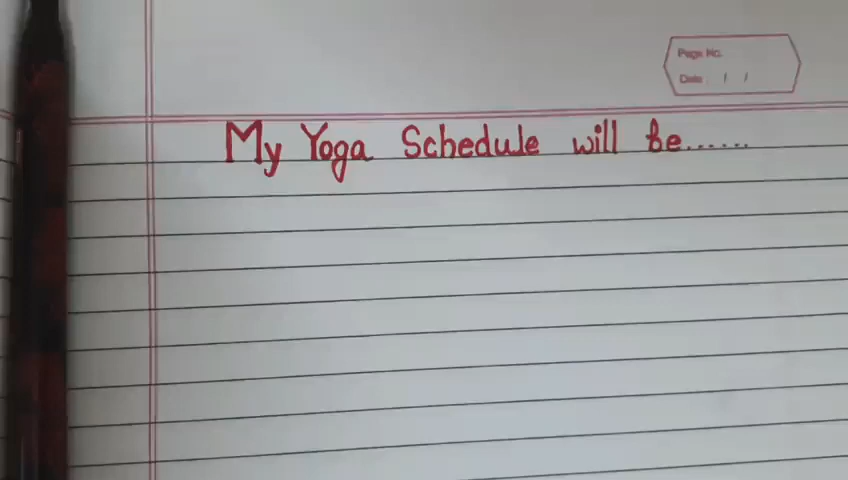 Page No.
Date : / /
My Yoga Schedule will be......